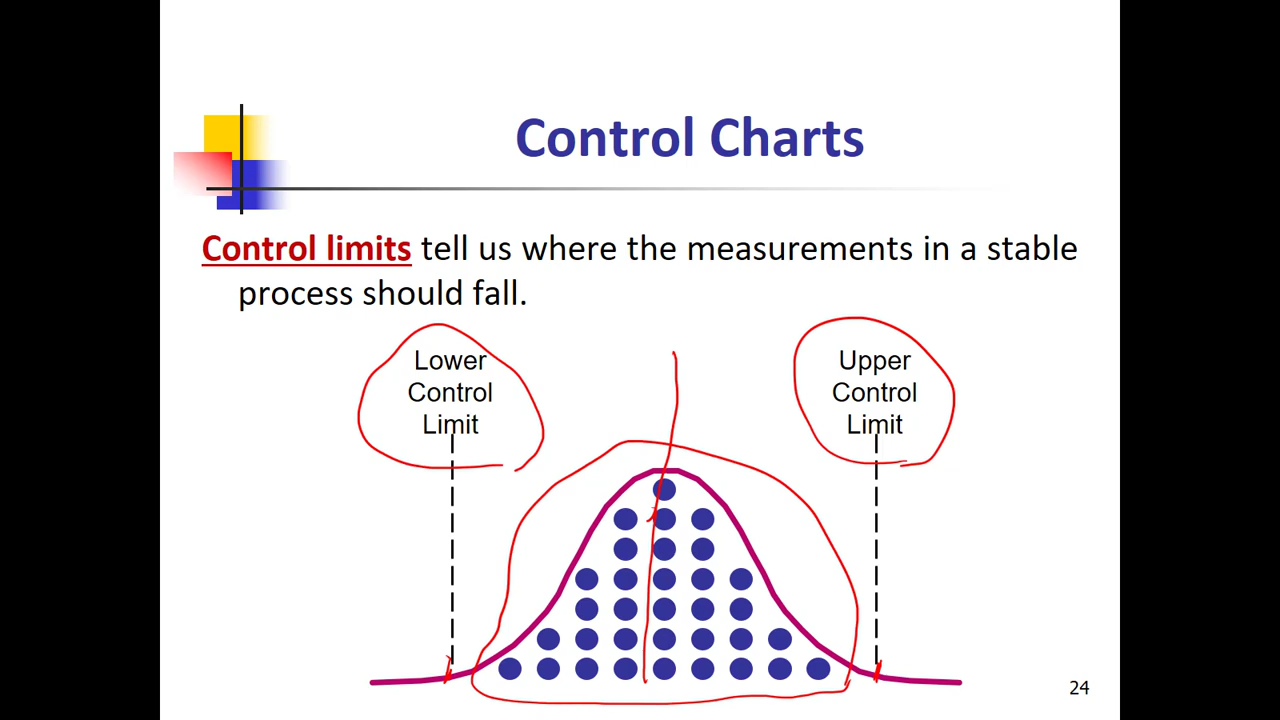 Control Charts
Control limits tell us where the measurements in a stable
process should fall.
Lower
Control
Limit
Upper
Control
Limit
24